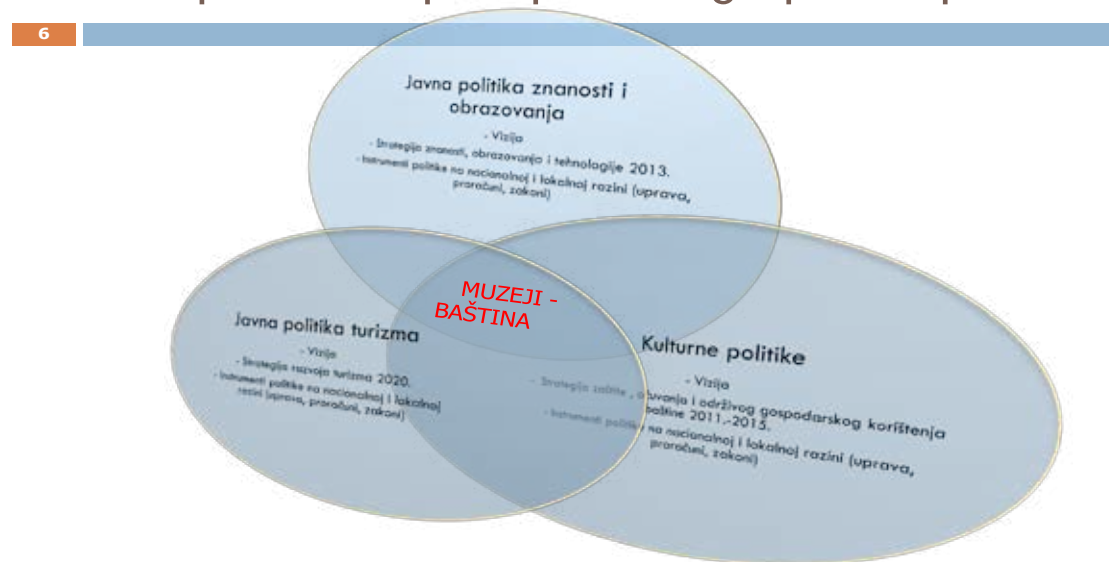 6
Javna politika znanosti i
obrazovanja
- Vizija
- Strategija znanosti, obrazovanja i tehnologije 2013.
- Instrumenti politike na nacionalnoj i lokalnoj razini (uprava,
proračuni, zakoni)
MUZEJI -
BAŠTINA
Javna politika turizma
- Vizija
- Strategija razvoja turizma 2020.
- Instrumenti politike na nacionalnoj i lokalnoj
razini (uprava, proračuni, zakoni)
Kulturne politike
- Vizija
- Strategija zaštite , očuvanja i održivog gospodarskog korištenja
baštine 2011.-2015.
- Instrumenti politike na nacionalnoj i lokalnoj razini (uprava,
proračuni, zakoni)